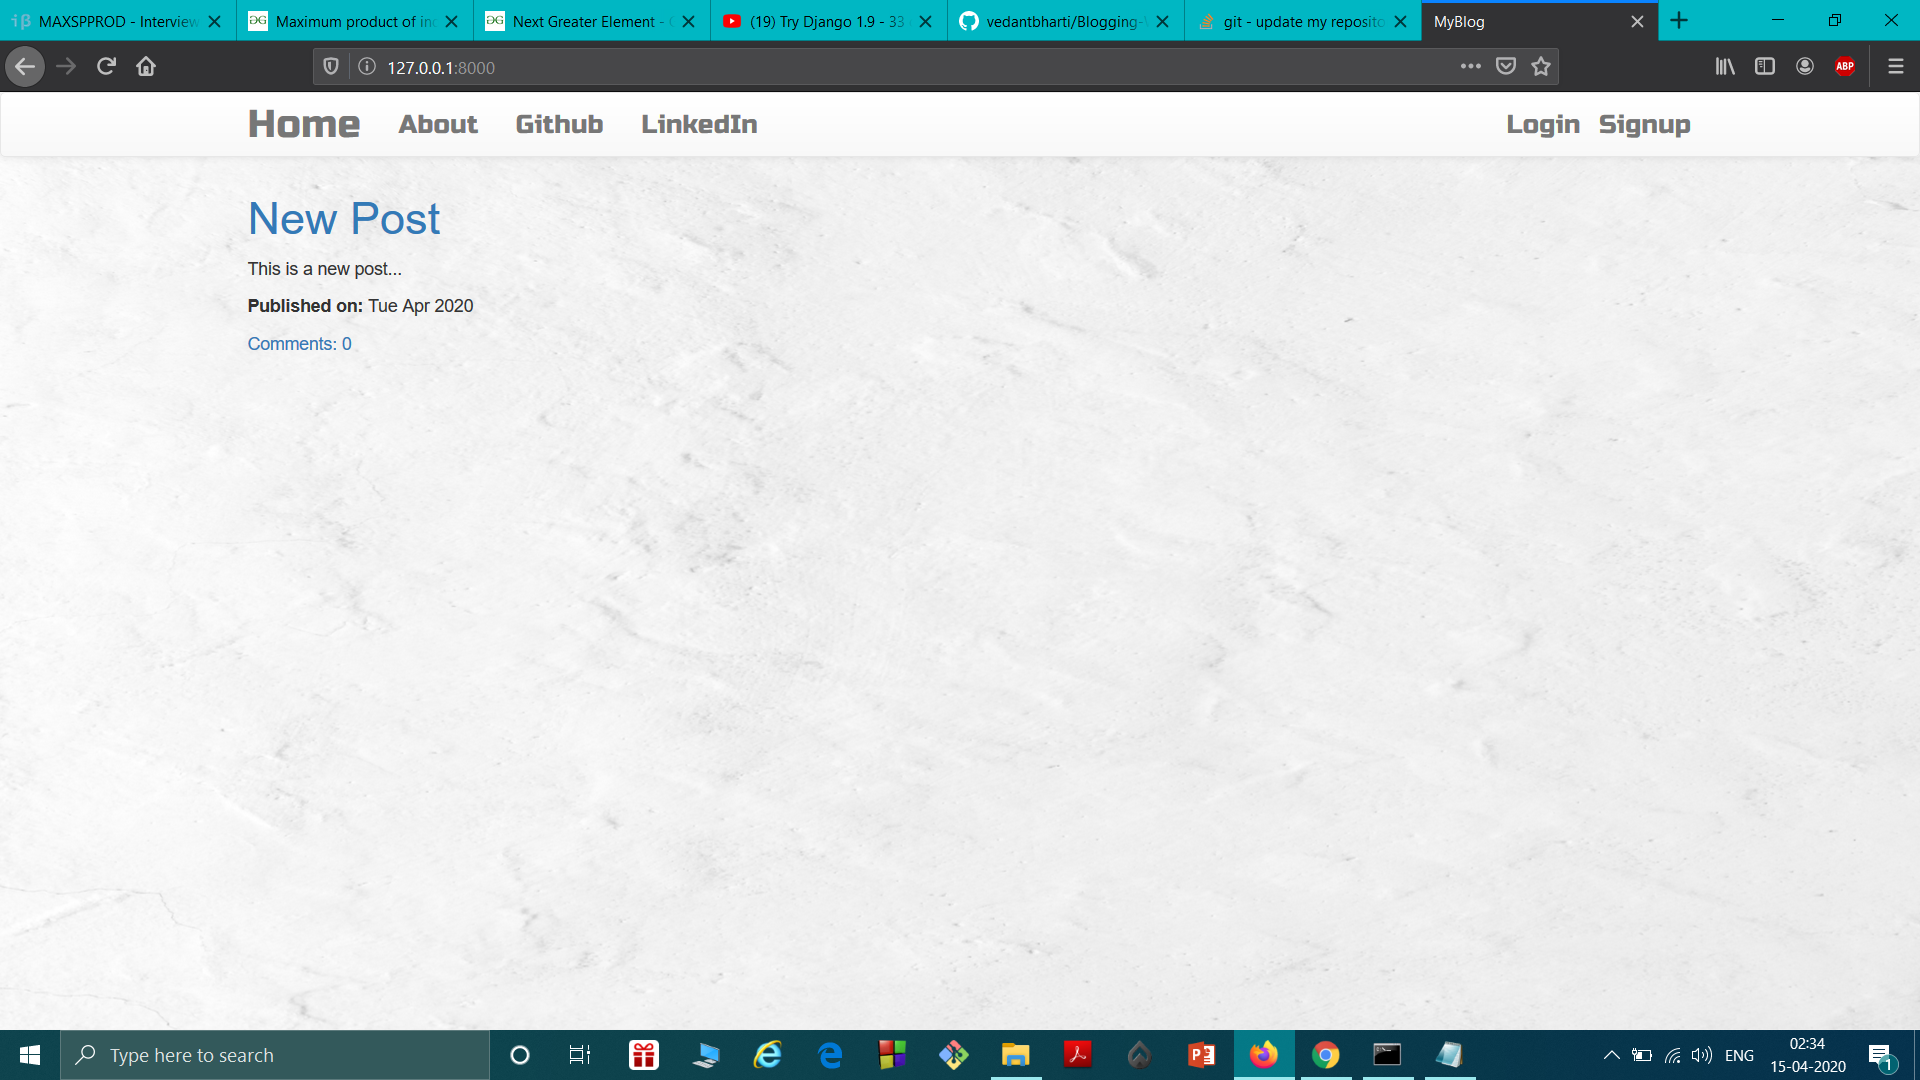 MAXSPPROD - Interview
Maximum product of in
Next Greater Element -
(19) Try Django 1.9 - 33
vedantbharti/Blogging-
git - update my reposito
MyBlog
127.0.0.1:8000
ABP
Home About Github LinkedIn Login Signup
New Post
This is a new post...
Published on: Tue Apr 2020
Comments: 0
Type here to search
ENG
02:34
15-04-2020
1